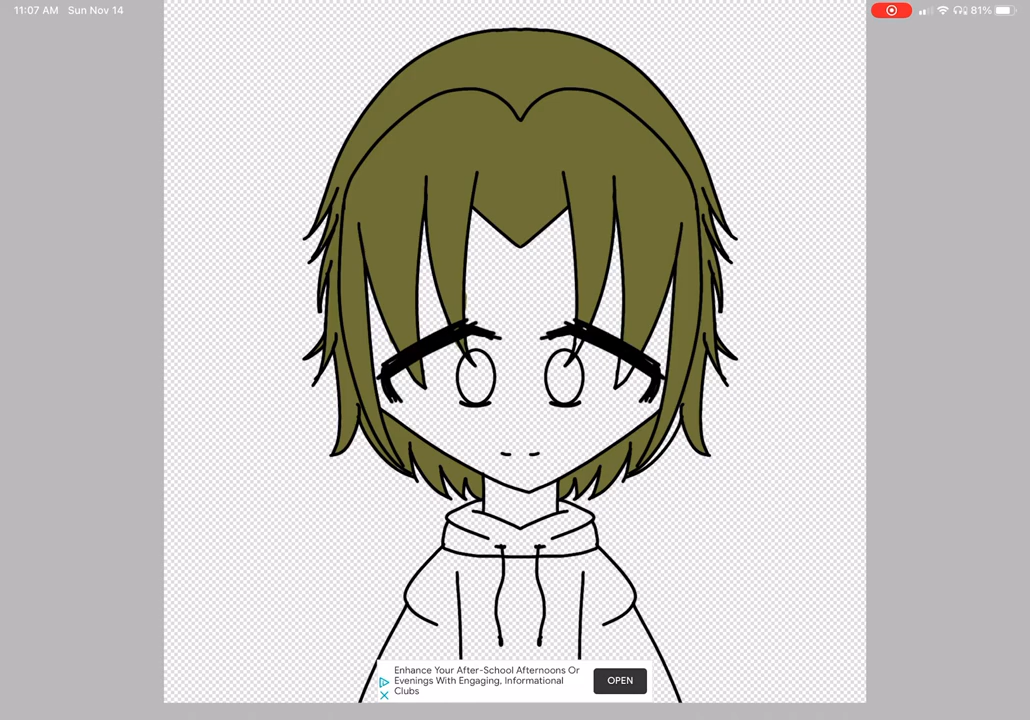 11:07 AM Sun Nov 14
81%
Enhance Your After-School Afternoons Or
Evenings With Engaging, Informational
Clubs
OPEN